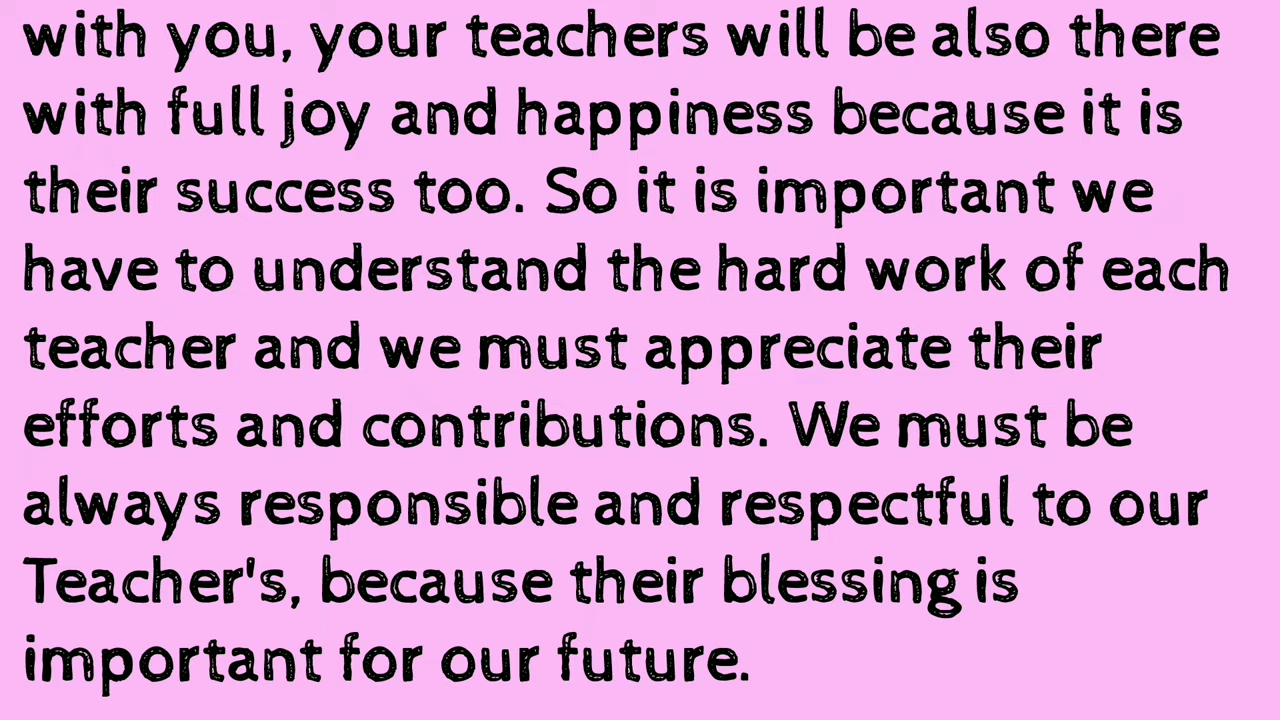 with you, your teachers will be also there
with full joy and happiness because it is
their success too. So it is important we
have to understand the hard work of each
teacher and we must appreciate their
efforts and contributions. We must be
always responsible and respectful to our
Teacher's, because their blessing is
important for our future.